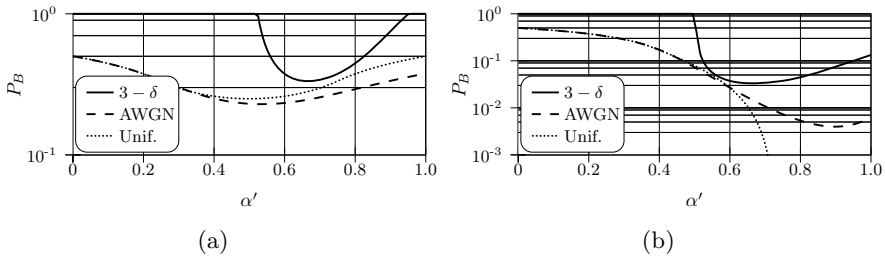 10^0
10^-1
P_B
0
0.2
0.4
0.6
0.8
1.0
α′
3 − δ
AWGN
Unif.
(a)
10^0
10^-1
10^-2
10^-3
P_B
0
0.2
0.4
0.6
0.8
1.0
α′
3 − δ
AWGN
Unif.
(b)